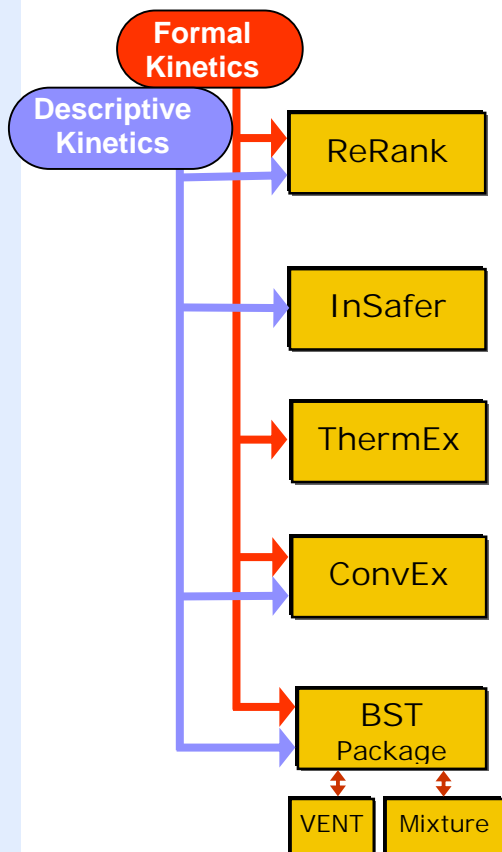 Formal
Kinetics
Descriptive
Kinetics
ReRank
InSafer
ThermEx
ConvEx
BST
Package
VENT
Mixture